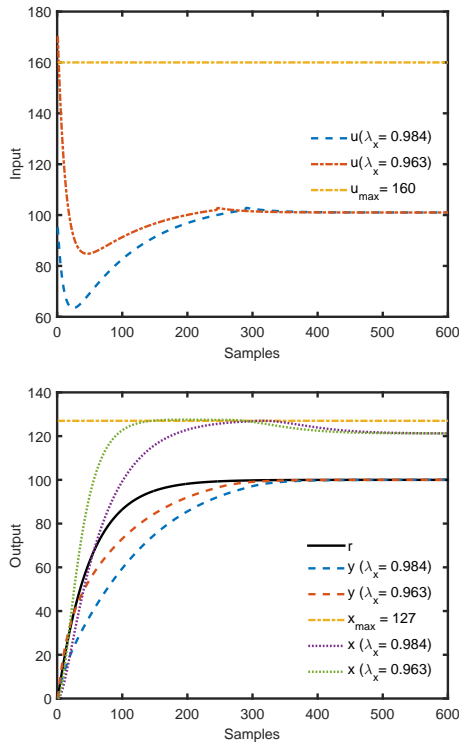 180
160
140
120
100
80
60
Input
u(λx= 0.984)
u(λx= 0.963)
umax= 160
0 100 200 300 400 500 600
Samples
140
120
100
80
60
40
20
0
Output
r
y (λx= 0.984)
y (λx= 0.963)
xmax= 127
x (λx= 0.984)
x (λx= 0.963)
0 100 200 300 400 500 600
Samples